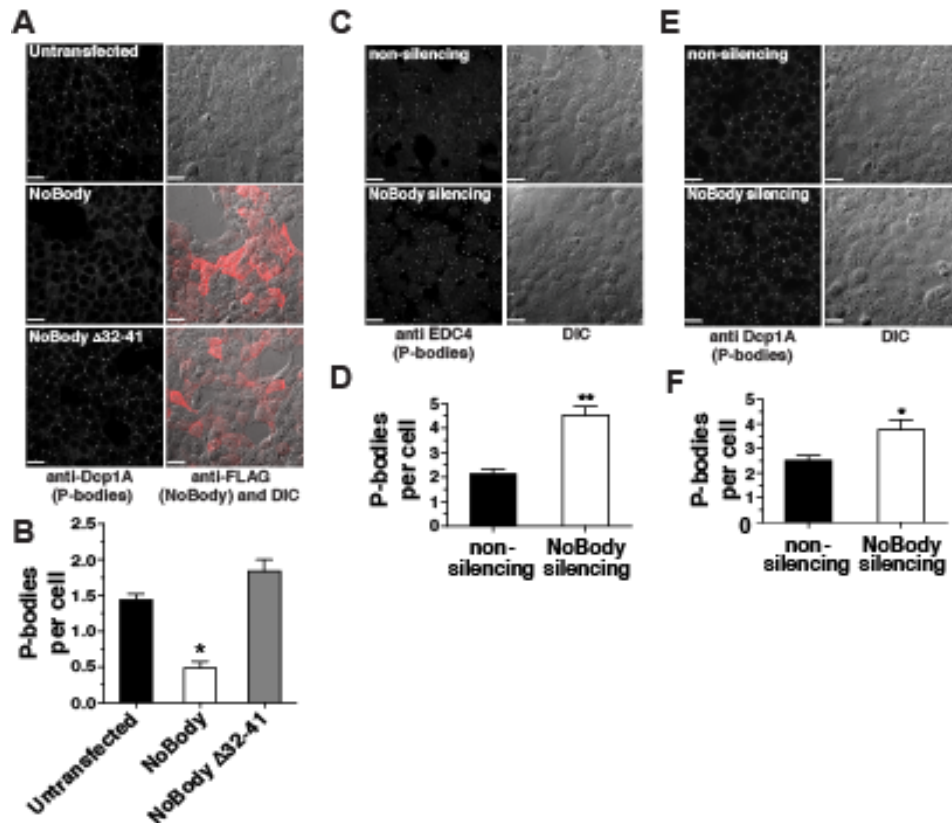 A
Untransfected
NoBody
NoBody Δ32-41
anti-Dcp1A
(P-bodies)
anti-FLAG
(NoBody) and DIC
B
P-bodies
per cell
2.5
2.0
1.5
1.0
0.5
0.0
Untransfected
NoBody
*
NoBody Δ32-41
C
non-silencing
NoBody silencing
anti EDC4
(P-bodies)
DIC
D
P-bodies
per cell
5
4
3
2
1
0
**
non-
silencing
NoBody
silencing
E
non-silencing
NoBody silencing
anti Dcp1A
(P-bodies)
DIC
F
P-bodies
per cell
5
4
3
2
1
0
*
non-
silencing
NoBody
silencing